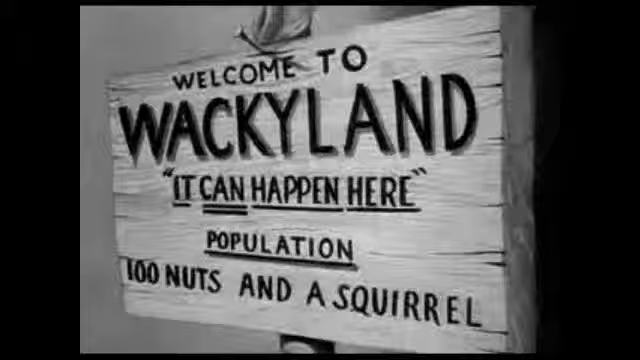 WELCOME TO
WACKYLAND
"IT CAN HAPPEN HERE"
POPULATION
100 NUTS AND A SQUIRREL